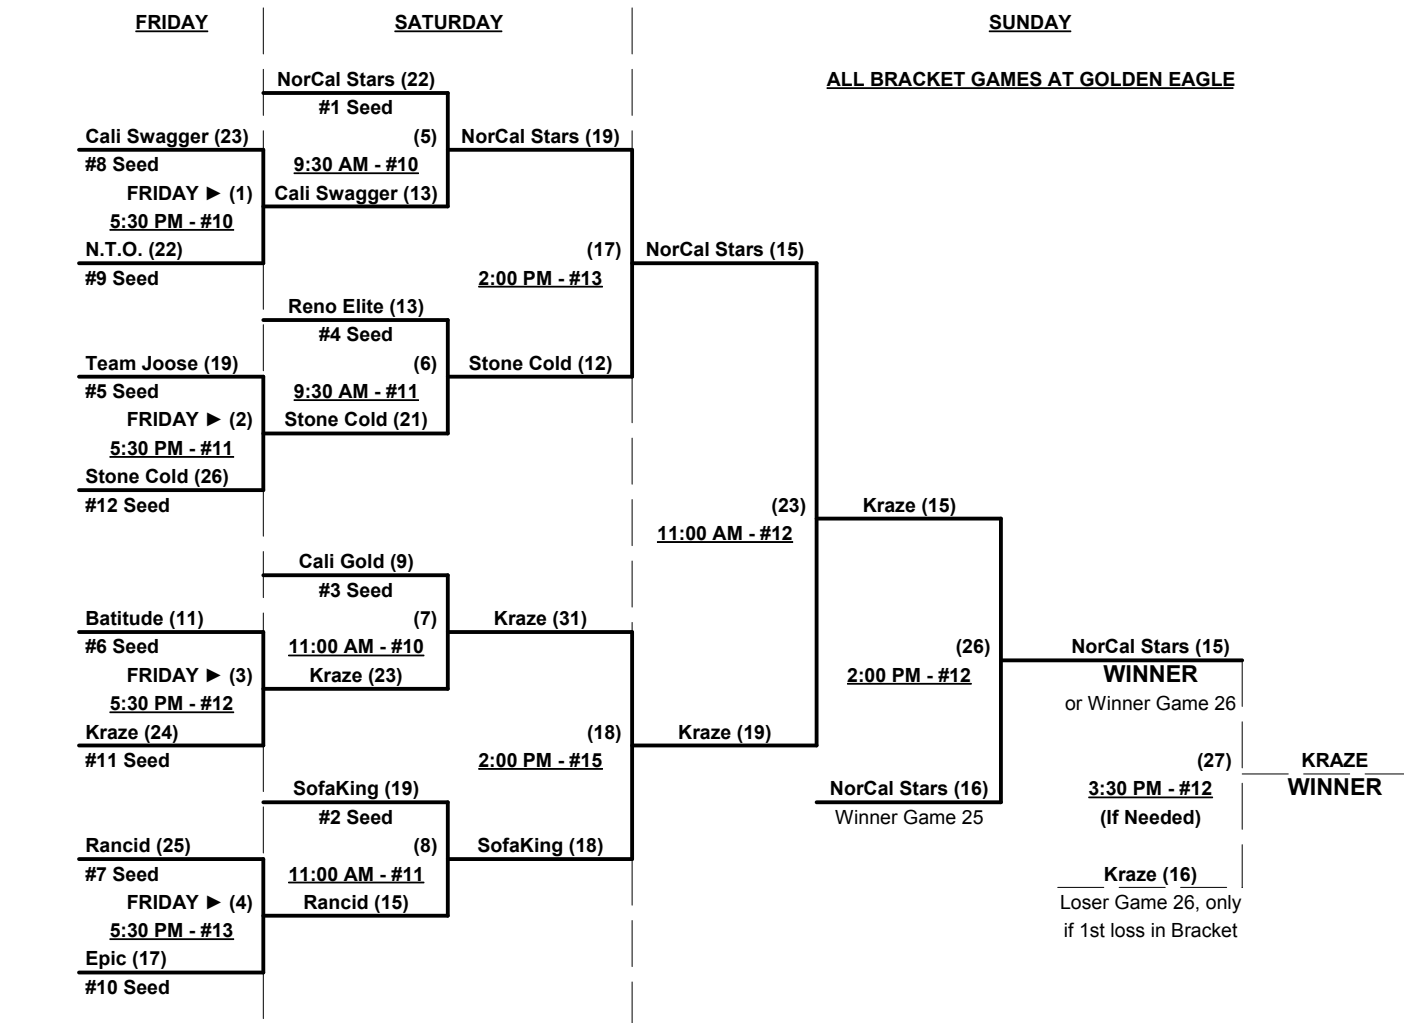 FRIDAY
SATURDAY
SUNDAY
ALL BRACKET GAMES AT GOLDEN EAGLE
Cali Swagger (23)
#8 Seed
FRIDAY ► (1)
5:30 PM - #10
N.T.O. (22)
#9 Seed
Team Joose (19)
#5 Seed
FRIDAY ► (2)
5:30 PM - #11
Stone Cold (26)
#12 Seed
Batitude (11)
#6 Seed
FRIDAY ► (3)
5:30 PM - #12
Kraze (24)
#11 Seed
Rancid (25)
#7 Seed
FRIDAY ► (4)
5:30 PM - #13
Epic (17)
#10 Seed
NorCal Stars (22)
#1 Seed
(5)
9:30 AM - #10
Cali Swagger (13)
Reno Elite (13)
#4 Seed
(6)
9:30 AM - #11
Stone Cold (21)
Cali Gold (9)
#3 Seed
(7)
11:00 AM - #10
Kraze (23)
SofaKing (19)
#2 Seed
(8)
11:00 AM - #11
Rancid (15)
NorCal Stars (19)
(17)
2:00 PM - #13
Stone Cold (12)
Kraze (31)
(18)
2:00 PM - #15
SofaKing (18)
NorCal Stars (15)
(23)
11:00 AM - #12
Kraze (19)
Kraze (15)
(26)
2:00 PM - #12
NorCal Stars (16)
Winner Game 25
NorCal Stars (15)
WINNER
or Winner Game 26
(27)
3:30 PM - #12
(If Needed)
Kraze (16)
Loser Game 26, only
if 1st loss in Bracket
KRAZE
WINNER